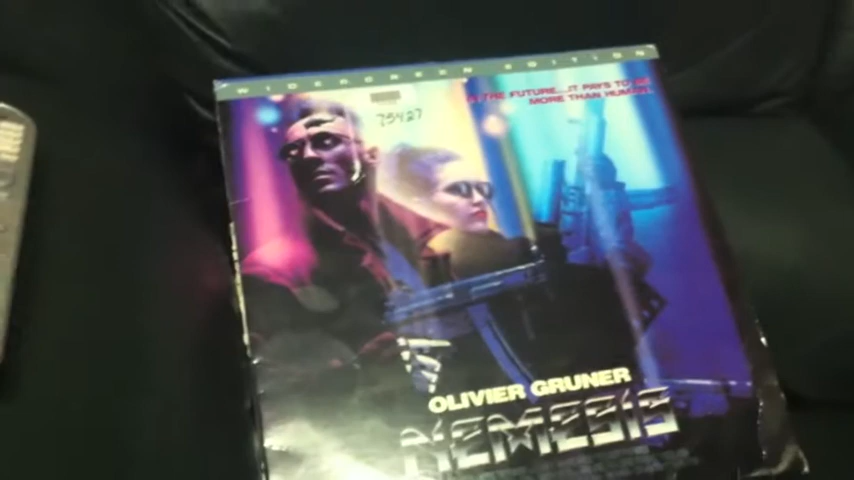 WIDESCREEN EDITION
IN THE FUTURE...IT PAYS TO BE
MORE THAN HUMAN.
75427
OLIVIER GRUNER
NEMESIS